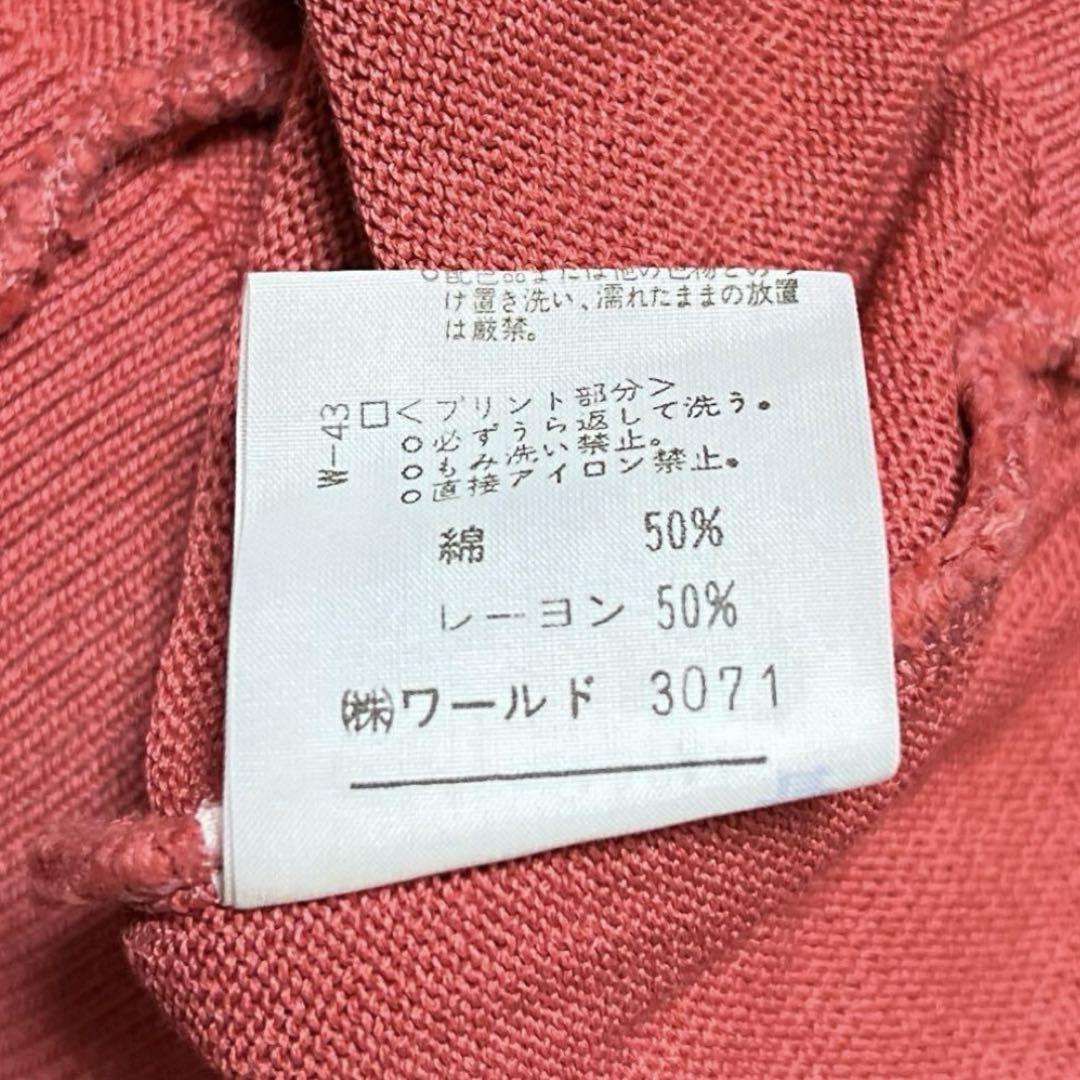 け置き洗い、濡れたままの放置
は厳禁。
W-43
□<プリント部分>
○必ずうら返して洗う。
○もみ洗い禁止。
○直接アイロン禁止。
綿 50%
レーヨン 50%
㈱ワールド 3071